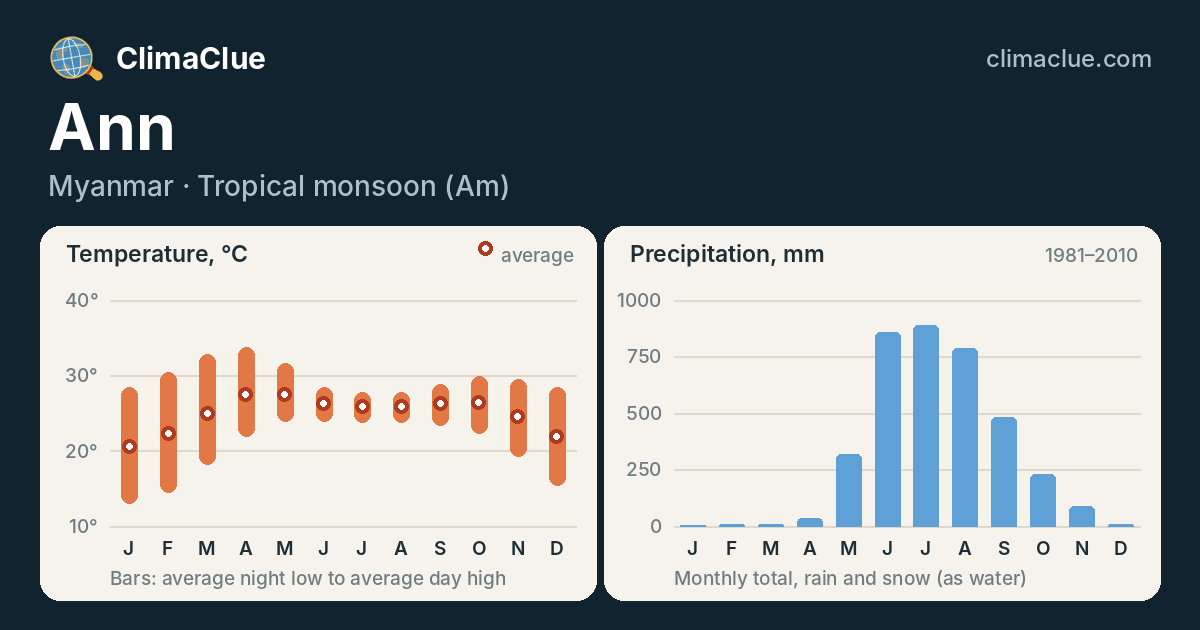 ClimaClue
climaclue.com
Ann
Myanmar · Tropical monsoon (Am)
Temperature, °C
average
40°
30°
20°
10°
J F M A M J J A S O N D
Bars: average night low to average day high
Precipitation, mm
1981–2010
1000
750
500
250
0
J F M A M J J A S O N D
Monthly total, rain and snow (as water)